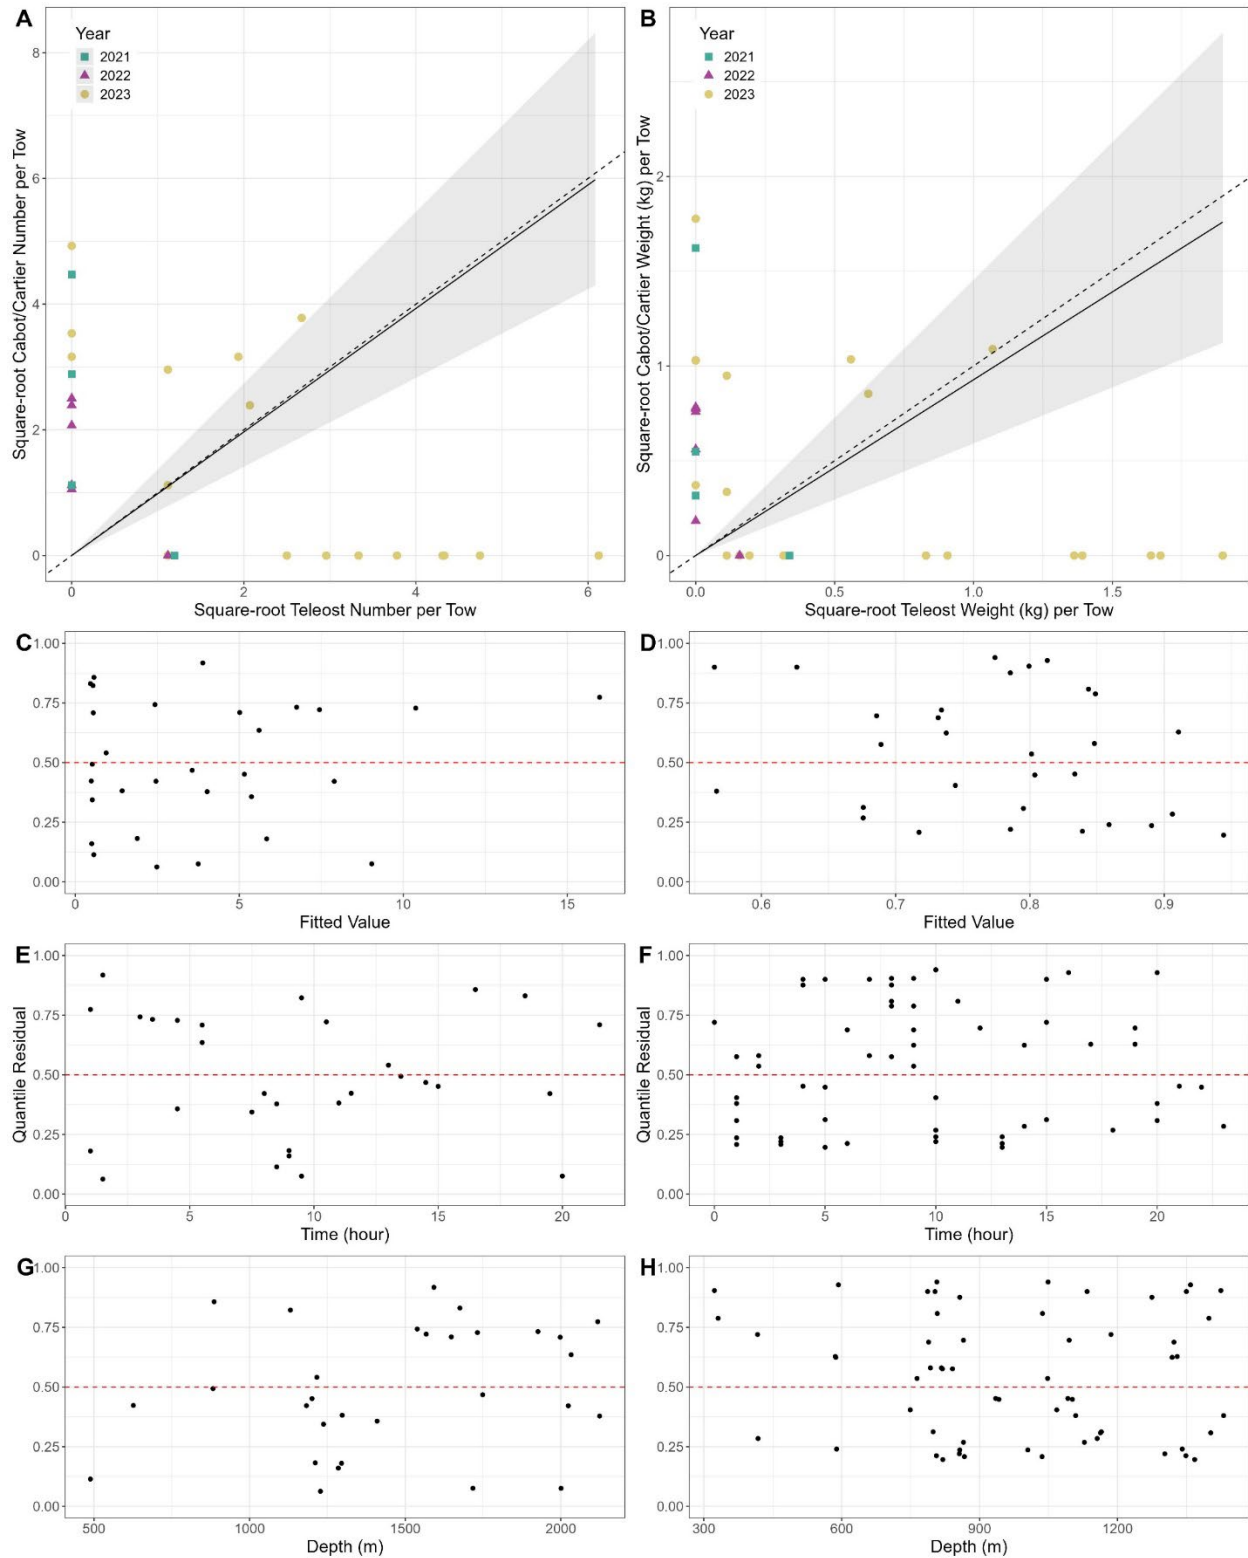 A
Year
2021
2022
2023
8
6
4
2
0
Square-root Cabot/Cartier Number per Tow
0 2 4 6
Square-root Teleost Number per Tow
B
Year
2021
2022
2023
2
1
0
Square-root Cabot/Cartier Weight (kg) per Tow
0.0 0.5 1.0 1.5
Square-root Teleost Weight (kg) per Tow
C
1.00
0.75
0.50
0.25
0.00
0 5 10 15
Fitted Value
D
1.00
0.75
0.50
0.25
0.00
0.6 0.7 0.8 0.9
Fitted Value
E
1.00
0.75
0.50
0.25
0.00
Quantile Residual
0 5 10 15 20
Time (hour)
F
1.00
0.75
0.50
0.25
0.00
Quantile Residual
0 5 10 15 20
Time (hour)
G
1.00
0.75
0.50
0.25
0.00
500 1000 1500 2000
Depth (m)
H
1.00
0.75
0.50
0.25
0.00
300 600 900 1200
Depth (m)